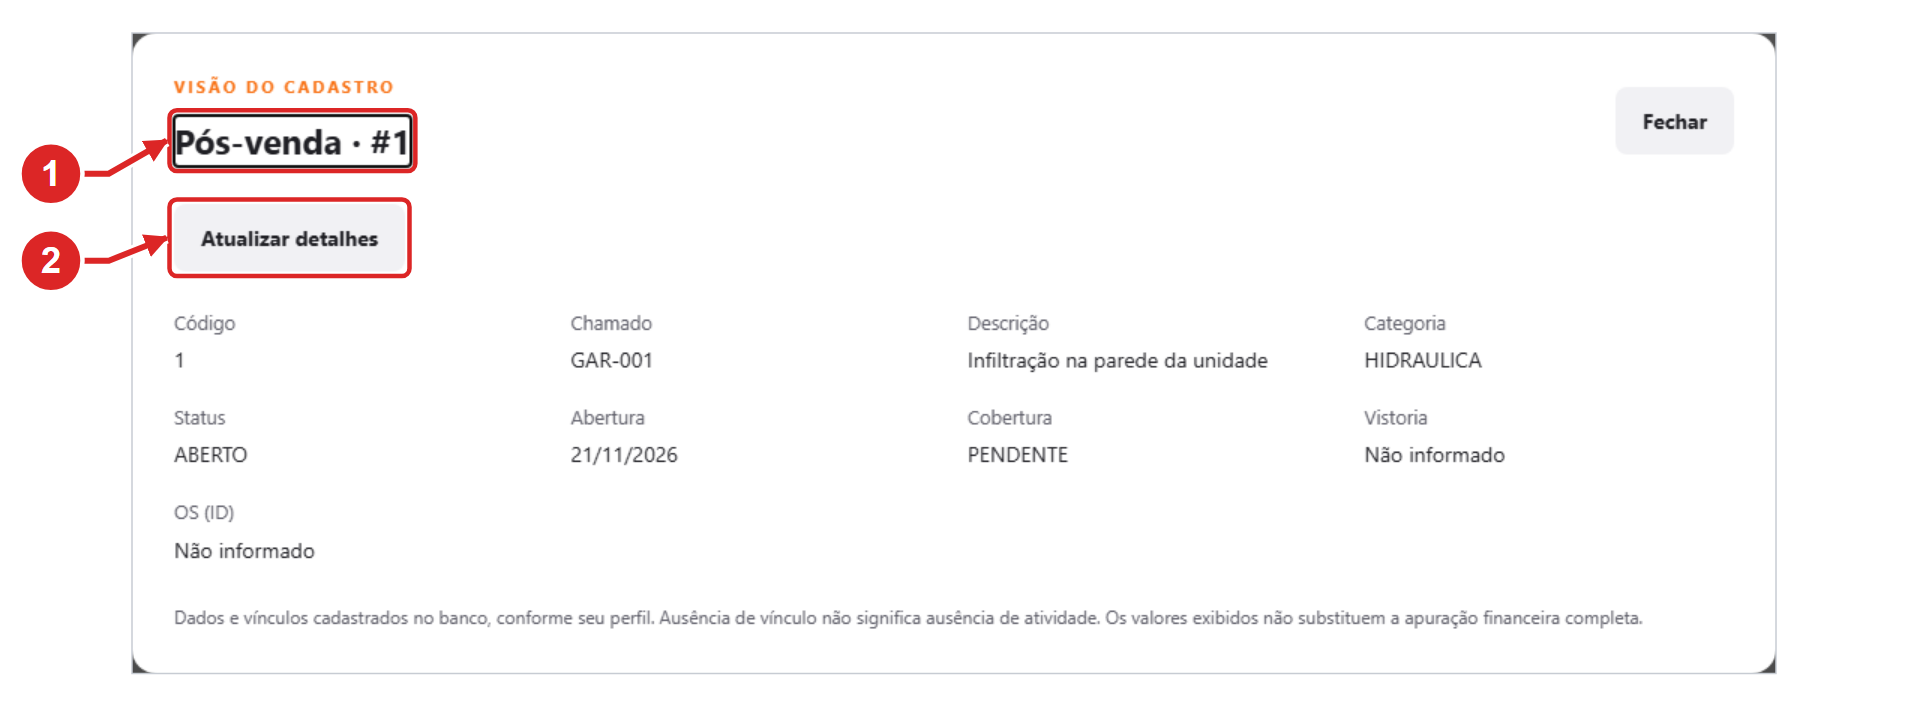 VISÃO DO CADASTRO
Pós-venda · #1
Fechar
1
Atualizar detalhes
2
Código
Chamado
Descrição
Categoria
1
GAR-001
Infiltração na parede da unidade
HIDRAULICA
Status
Abertura
Cobertura
Vistoria
ABERTO
21/11/2026
PENDENTE
Não informado
OS (ID)
Não informado
Dados e vínculos cadastrados no banco, conforme seu perfil. Ausência de vínculo não significa ausência de atividade. Os valores exibidos não substituem a apuração financeira completa.